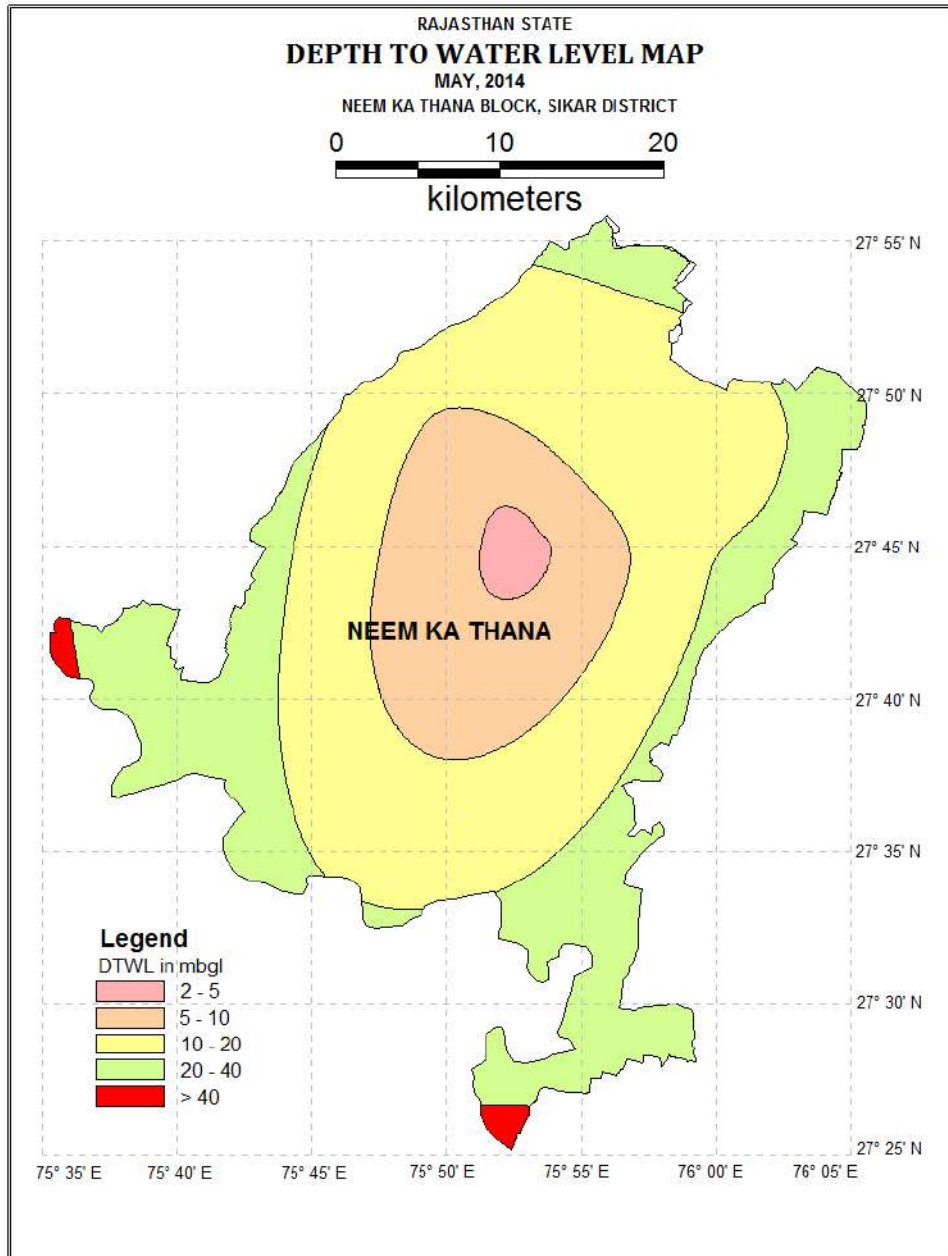 RAJASTHAN STATE
DEPTH TO WATER LEVEL MAP
MAY, 2014
NEEM KA THANA BLOCK, SIKAR DISTRICT
0 10 20
kilometers
27° 55' N
27° 50' N
27° 45' N
NEEM KA THANA
27° 40' N
27° 35' N
Legend
DTWL in mbgl
2 - 5
27° 30' N
5 - 10
10 - 20
20 - 40
> 40
27° 25' N
75° 35' E 75° 40' E 75° 45' E 75° 50' E 75° 55' E 76° 00' E 76° 05' E